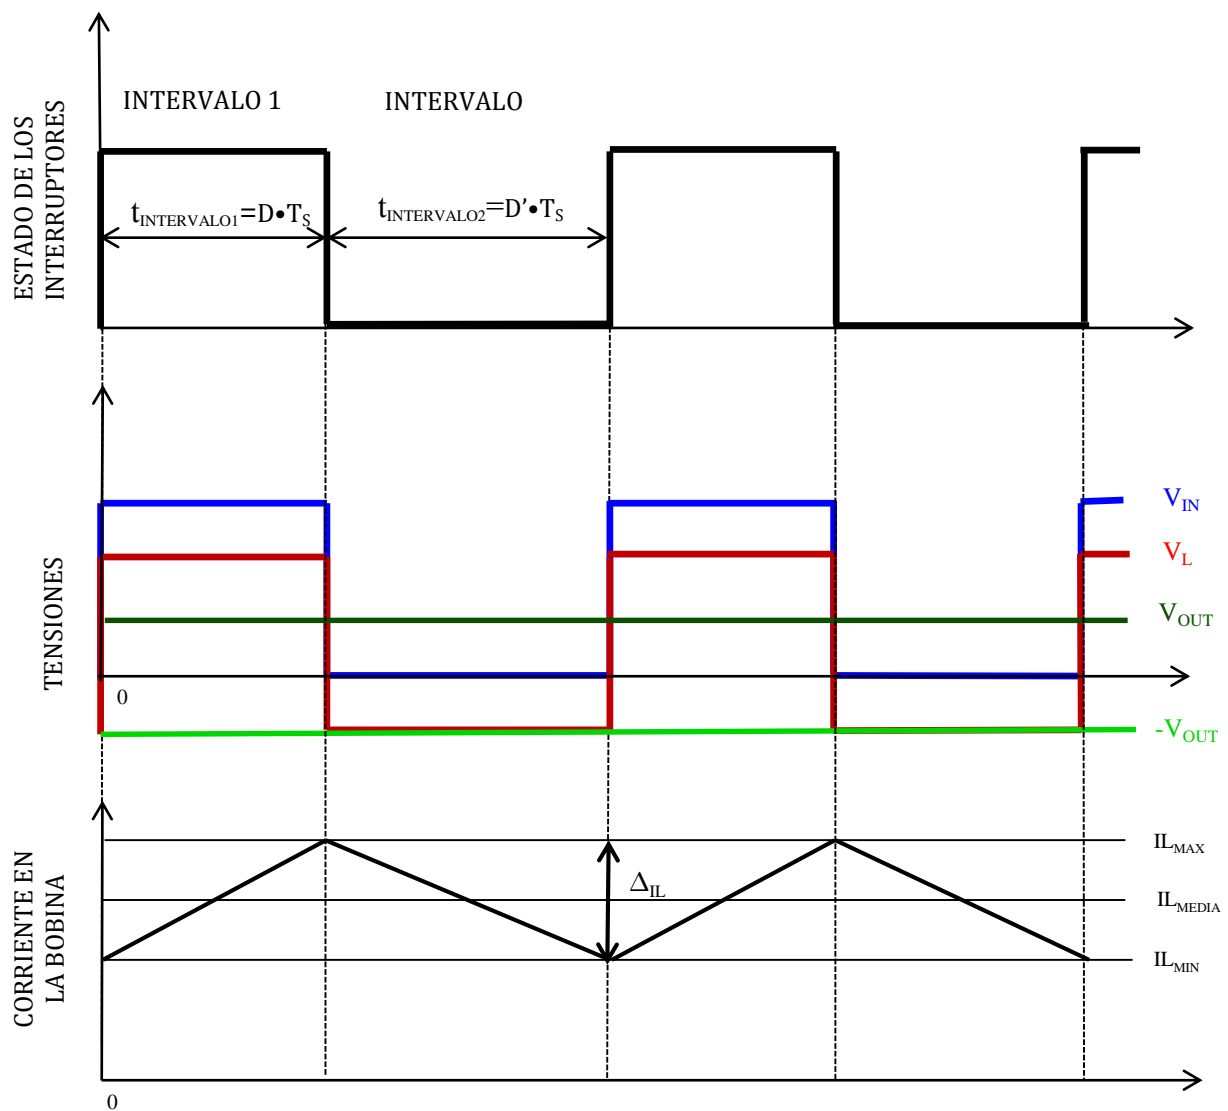 ESTADO DE LOS
INTERRUPTORES
INTERVALO 1
INTERVALO
tINTERVALO1=D•TS
tINTERVALO2=D’•TS
TENSIONES
VIN
VL
VOUT
0
-VOUT
CORRIENTE EN
LA BOBINA
ILMAX
ΔIL
ILMEDIA
ILMIN
0